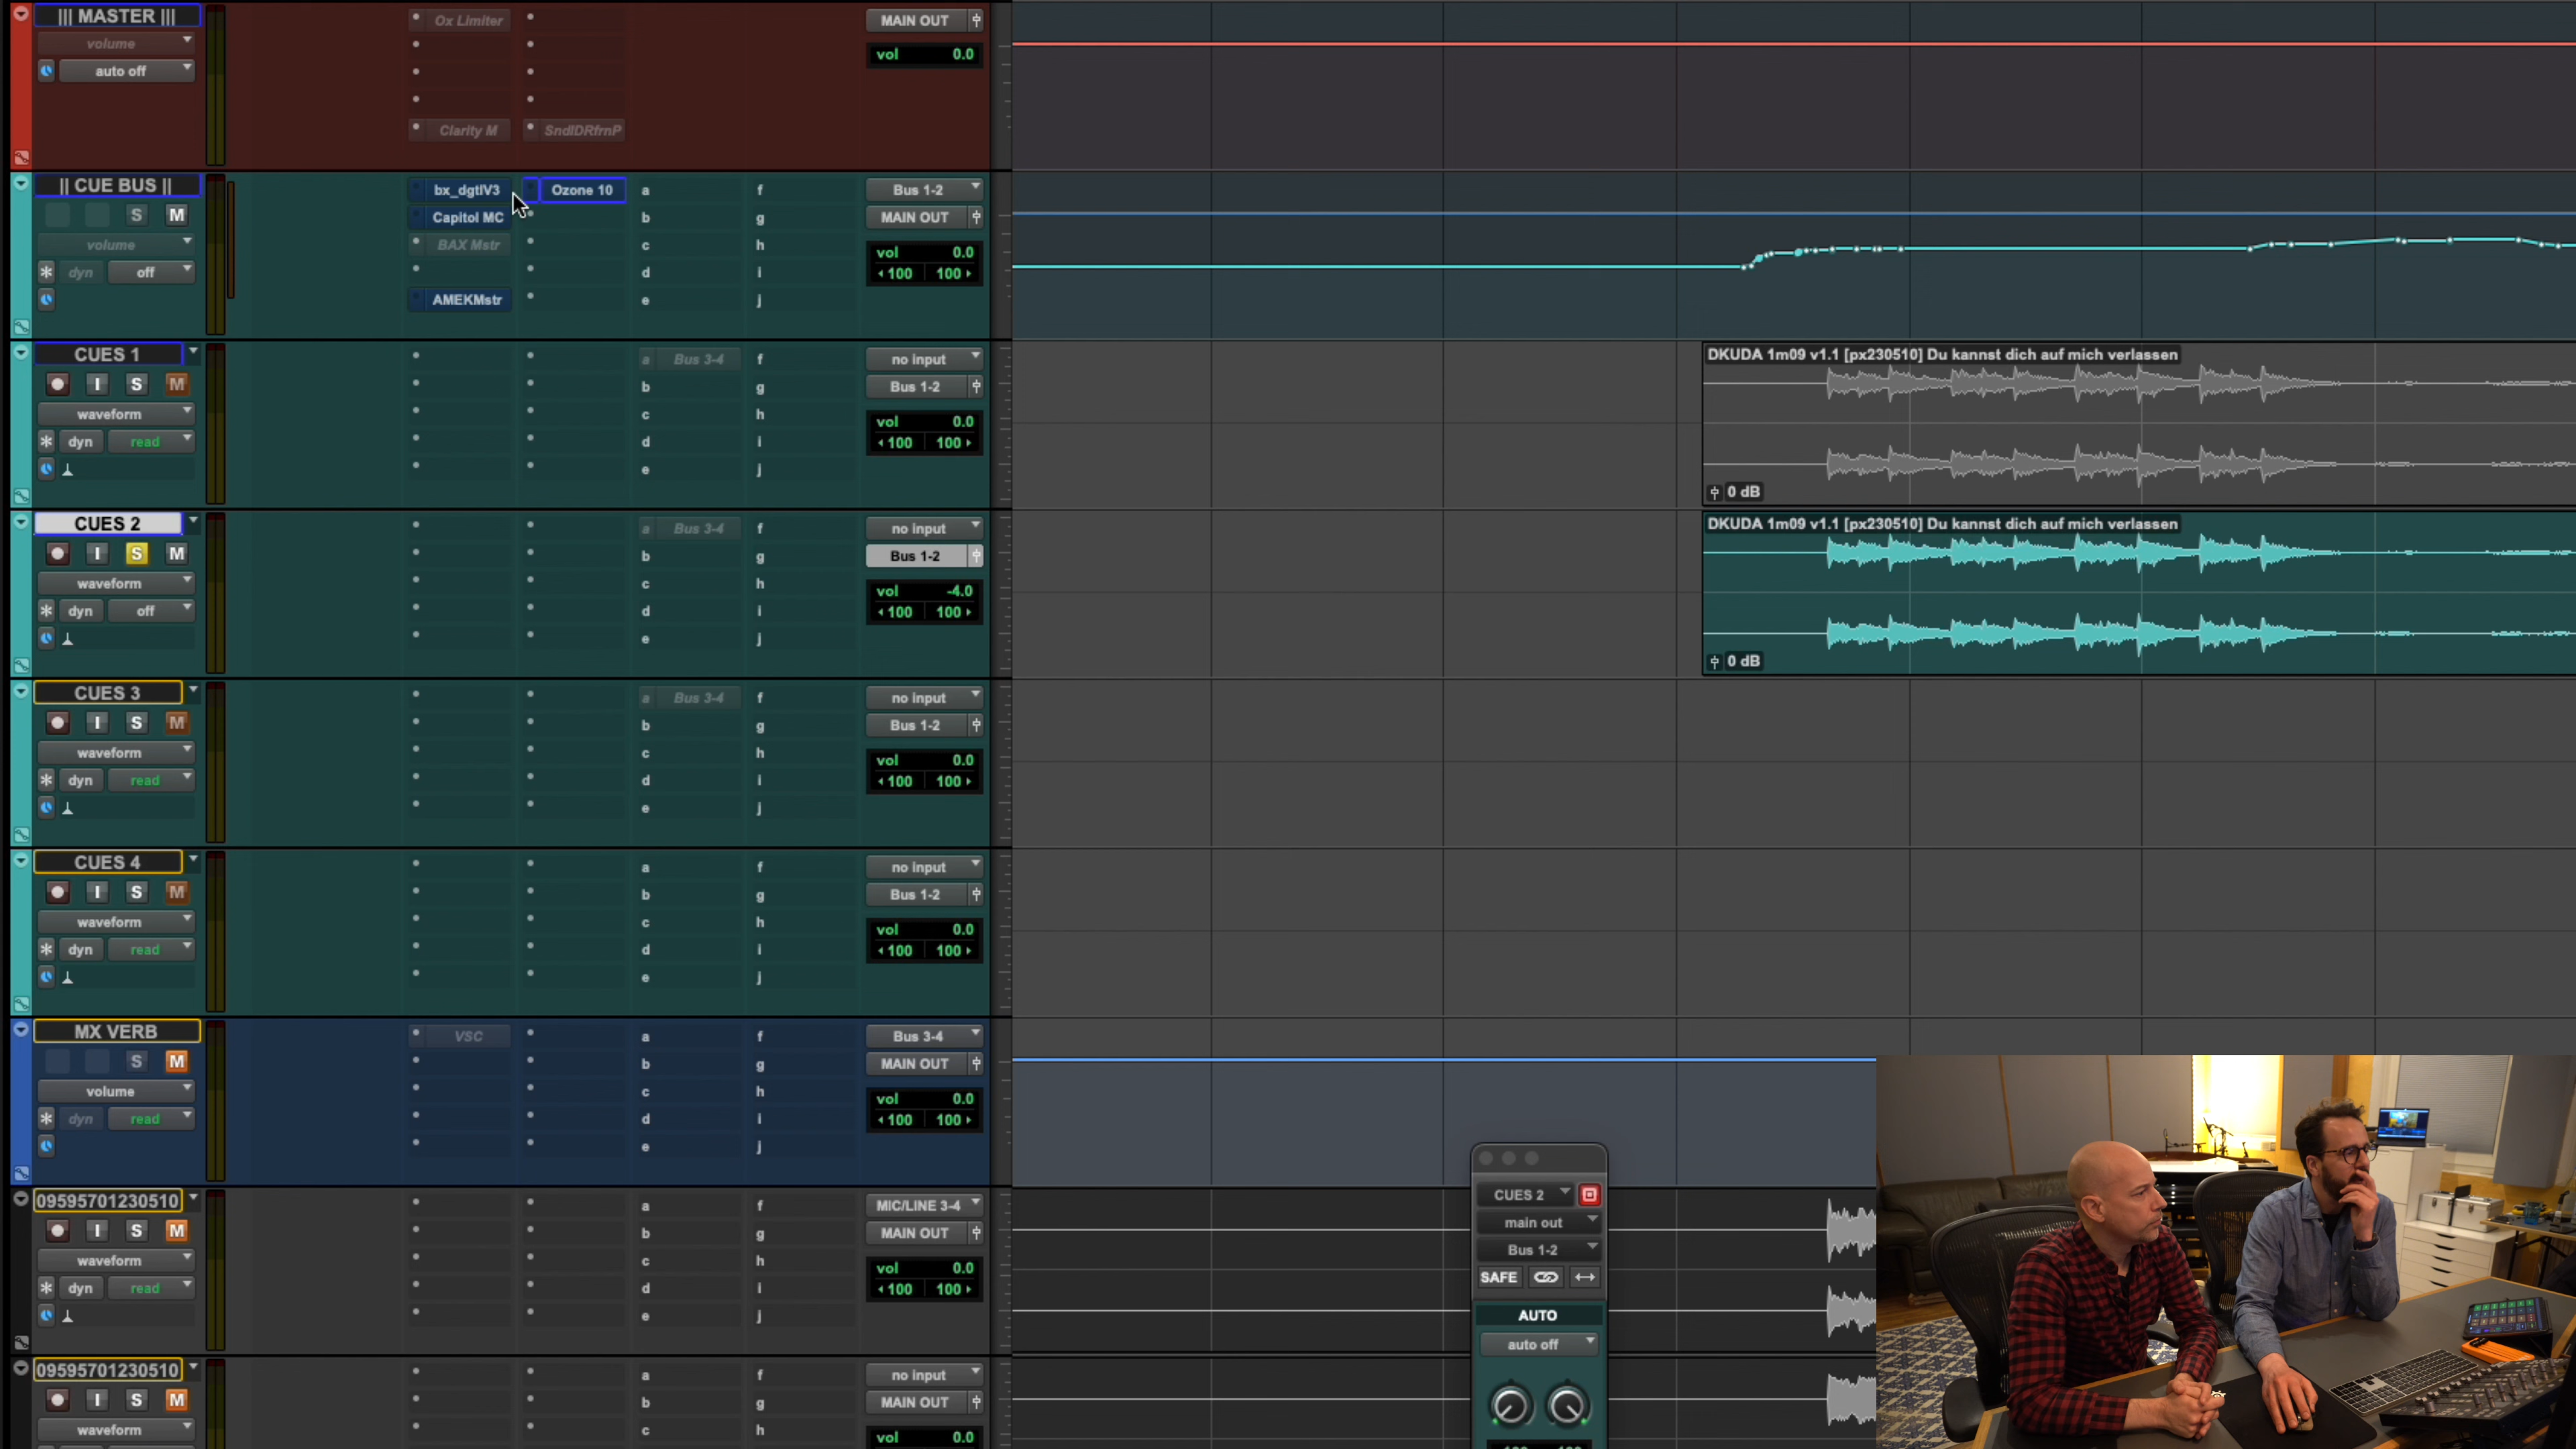 ||| MASTER |||
volume
auto off
Ox Limiter
Clarity M
SndIDRfrnP
MAIN OUT
vol 0.0
|| CUE BUS ||
S M
volume
dyn off
bx_dgtlV3
Capitol MC
BAX Mstr
AMEKMstr
Ozone 10
a f
b g
c h
d i
e j
Bus 1-2
MAIN OUT
vol 0.0
100 100
CUES 1
I S M
waveform
dyn read
a Bus 3-4 f
b g
c h
d i
e j
no input
Bus 1-2
vol 0.0
100 100
DKUDA 1m09 v1.1 [px230510] Du kannst dich auf mich verlassen
0 dB
CUES 2
I S M
waveform
dyn off
a Bus 3-4 f
b g
c h
d i
e j
no input
Bus 1-2
vol -4.0
100 100
DKUDA 1m09 v1.1 [px230510] Du kannst dich auf mich verlassen
0 dB
CUES 3
I S M
waveform
dyn read
a Bus 3-4 f
b g
c h
d i
e j
no input
Bus 1-2
vol 0.0
100 100
CUES 4
I S M
waveform
dyn read
a f
b g
c h
d i
e j
no input
Bus 1-2
vol 0.0
100 100
MX VERB
S M
volume
dyn read
VSC
a f
b g
c h
d i
e j
Bus 3-4
MAIN OUT
vol 0.0
100 100
09595701230510
I S M
waveform
dyn read
a f
b g
c h
d i
e j
MIC/LINE 3-4
MAIN OUT
vol 0.0
100 100
09595701230510
I S M
waveform
a f
b g
c h
no input
MAIN OUT
vol 0.0
CUES 2
main out
Bus 1-2
SAFE
AUTO
auto off